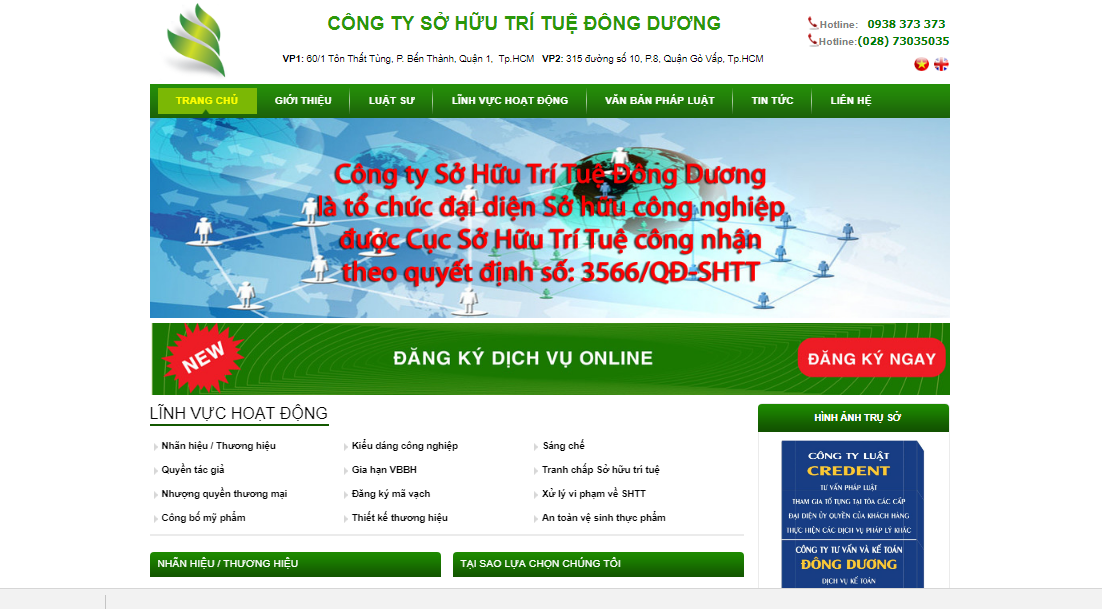 CÔNG TY SỞ HỮU TRÍ TUỆ ĐÔNG DƯƠNG
Hotline: 0938 373 373
Hotline:(028) 73035035
VP1: 60/1 Tôn Thất Tùng, P. Bến Thành, Quận 1, Tp.HCM VP2: 315 đường số 10, P.8, Quận Gò Vấp, Tp.HCM
TRANG CHỦ GIỚI THIỆU LUẬT SƯ LĨNH VỰC HOẠT ĐỘNG VĂN BẢN PHÁP LUẬT TIN TỨC LIÊN HỆ
Công ty Sở Hữu Trí Tuệ Đông Dương
là tổ chức đại diện Sở hữu công nghiệp
được Cục Sở Hữu Trí Tuệ công nhận
theo quyết định số: 3566/QĐ-SHTT
NEW ĐĂNG KÝ DỊCH VỤ ONLINE ĐĂNG KÝ NGAY
LĨNH VỰC HOẠT ĐỘNG
Nhãn hiệu / Thương hiệu Kiểu dáng công nghiệp Sáng chế
Quyền tác giả Gia hạn VBBH Tranh chấp Sở hữu trí tuệ
Nhượng quyền thương mại Đăng ký mã vạch Xử lý vi phạm về SHTT
Công bố mỹ phẩm Thiết kế thương hiệu An toàn vệ sinh thực phẩm
NHÃN HIỆU / THƯƠNG HIỆU TẠI SAO LỰA CHỌN CHÚNG TÔI
HÌNH ẢNH TRỤ SỞ
CÔNG TY LUẬT
CREDENT
TƯ VẤN PHÁP LUẬT
THAM GIA TỐ TỤNG TẠI TÒA CÁC CẤP
ĐẠI DIỆN ỦY QUYỀN CỦA KHÁCH HÀNG
THỰC HIỆN CÁC DỊCH VỤ PHÁP LÝ KHÁC
CÔNG TY TƯ VẤN VÀ KẾ TOÁN
ĐÔNG DƯƠNG
DỊCH VỤ KẾ TOÁN